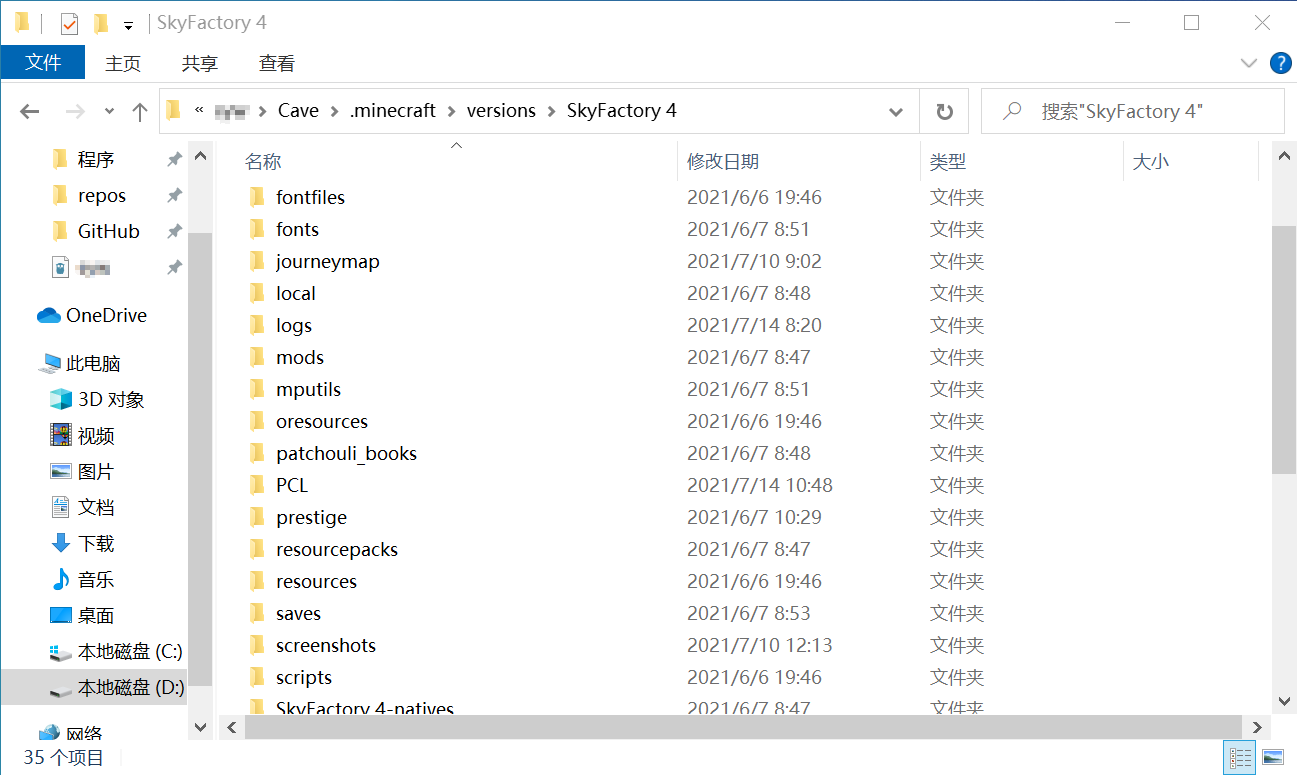 SkyFactory 4
文件 主页 共享 查看
« Cave .minecraft versions SkyFactory 4 搜索"SkyFactory 4"
程序
repos
GitHub
OneDrive
此电脑
3D 对象
视频
图片
文档
下载
音乐
桌面
本地磁盘 (C:)
本地磁盘 (D:)
网络
名称 修改日期 类型 大小
fontfiles 2021/6/6 19:46 文件夹
fonts 2021/6/7 8:51 文件夹
journeymap 2021/7/10 9:02 文件夹
local 2021/6/7 8:48 文件夹
logs 2021/7/14 8:20 文件夹
mods 2021/6/7 8:47 文件夹
mputils 2021/6/7 8:51 文件夹
oresources 2021/6/6 19:46 文件夹
patchouli_books 2021/6/7 8:48 文件夹
PCL 2021/7/14 10:48 文件夹
prestige 2021/6/7 10:29 文件夹
resourcepacks 2021/6/7 8:47 文件夹
resources 2021/6/6 19:46 文件夹
saves 2021/6/7 8:53 文件夹
screenshots 2021/7/10 12:13 文件夹
scripts 2021/6/6 19:46 文件夹
SkyFactory 4-natives 2021/6/7 8:47 文件夹
35 个项目